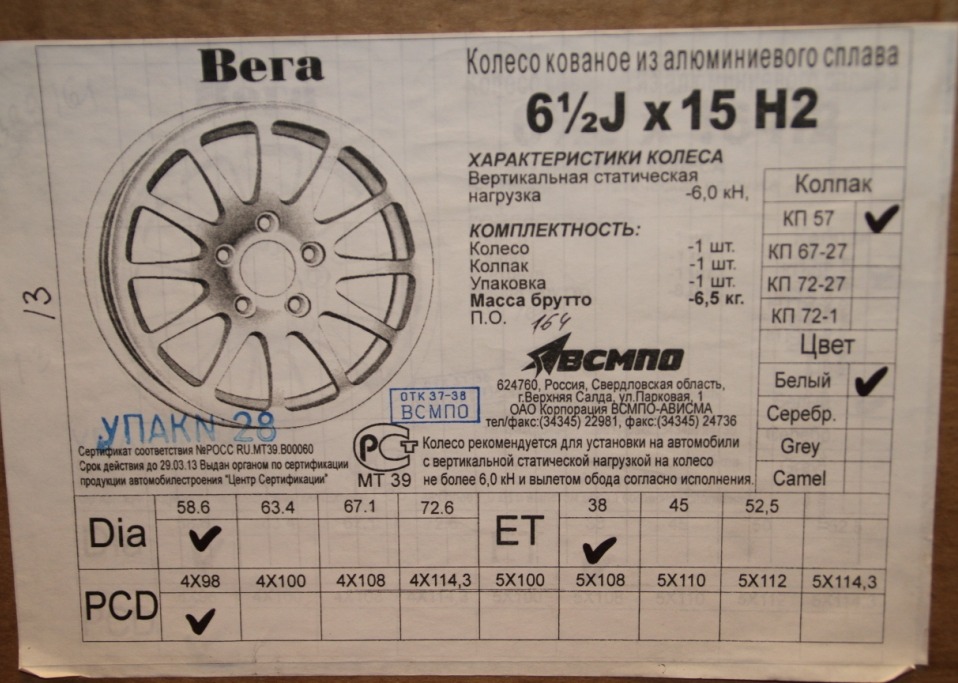 Вега
Колесо кованое из алюминиевого сплава
6½J x 15 H2
ХАРАКТЕРИСТИКИ КОЛЕСА
Вертикальная статическая
нагрузка -6,0 кН,
КОМПЛЕКТНОСТЬ:
Колесо -1 шт.
Колпак -1 шт.
Упаковка -1 шт.
Масса брутто -6,5 кг.
П.О. 164
Колпак
КП 57 ✔
КП 67-27
КП 72-27
КП 72-1
Цвет
Белый ✔
Серебр.
Grey
Camel
13
ВСМПО
624760, Россия, Свердловская область,
г.Верхняя Салда, ул.Парковая, 1
ОАО Корпорация ВСМПО-АВИСМА
тел/факс:(34345) 22981, факс:(34345) 24736
ОТК 37-38
ВСМПО
УПАКN 28
Сертификат соответствия №РОСС RU.МТ39.В00060
Срок действия до 29.03.13 Выдан органом по сертификации
продукции автомобилестроения "Центр Сертификации"
РСТ
МТ 39
Колесо рекомендуется для установки на автомобили
с вертикальной статической нагрузкой на колесо
не более 6,0 кН и вылетом обода согласно исполнения.
Dia 58.6 63.4 67.1 72.6
✔
ET 38 45 52,5
✔
PCD 4X98 4X100 4X108 4X114,3 5X100 5X108 5X110 5X112 5X114,3
✔